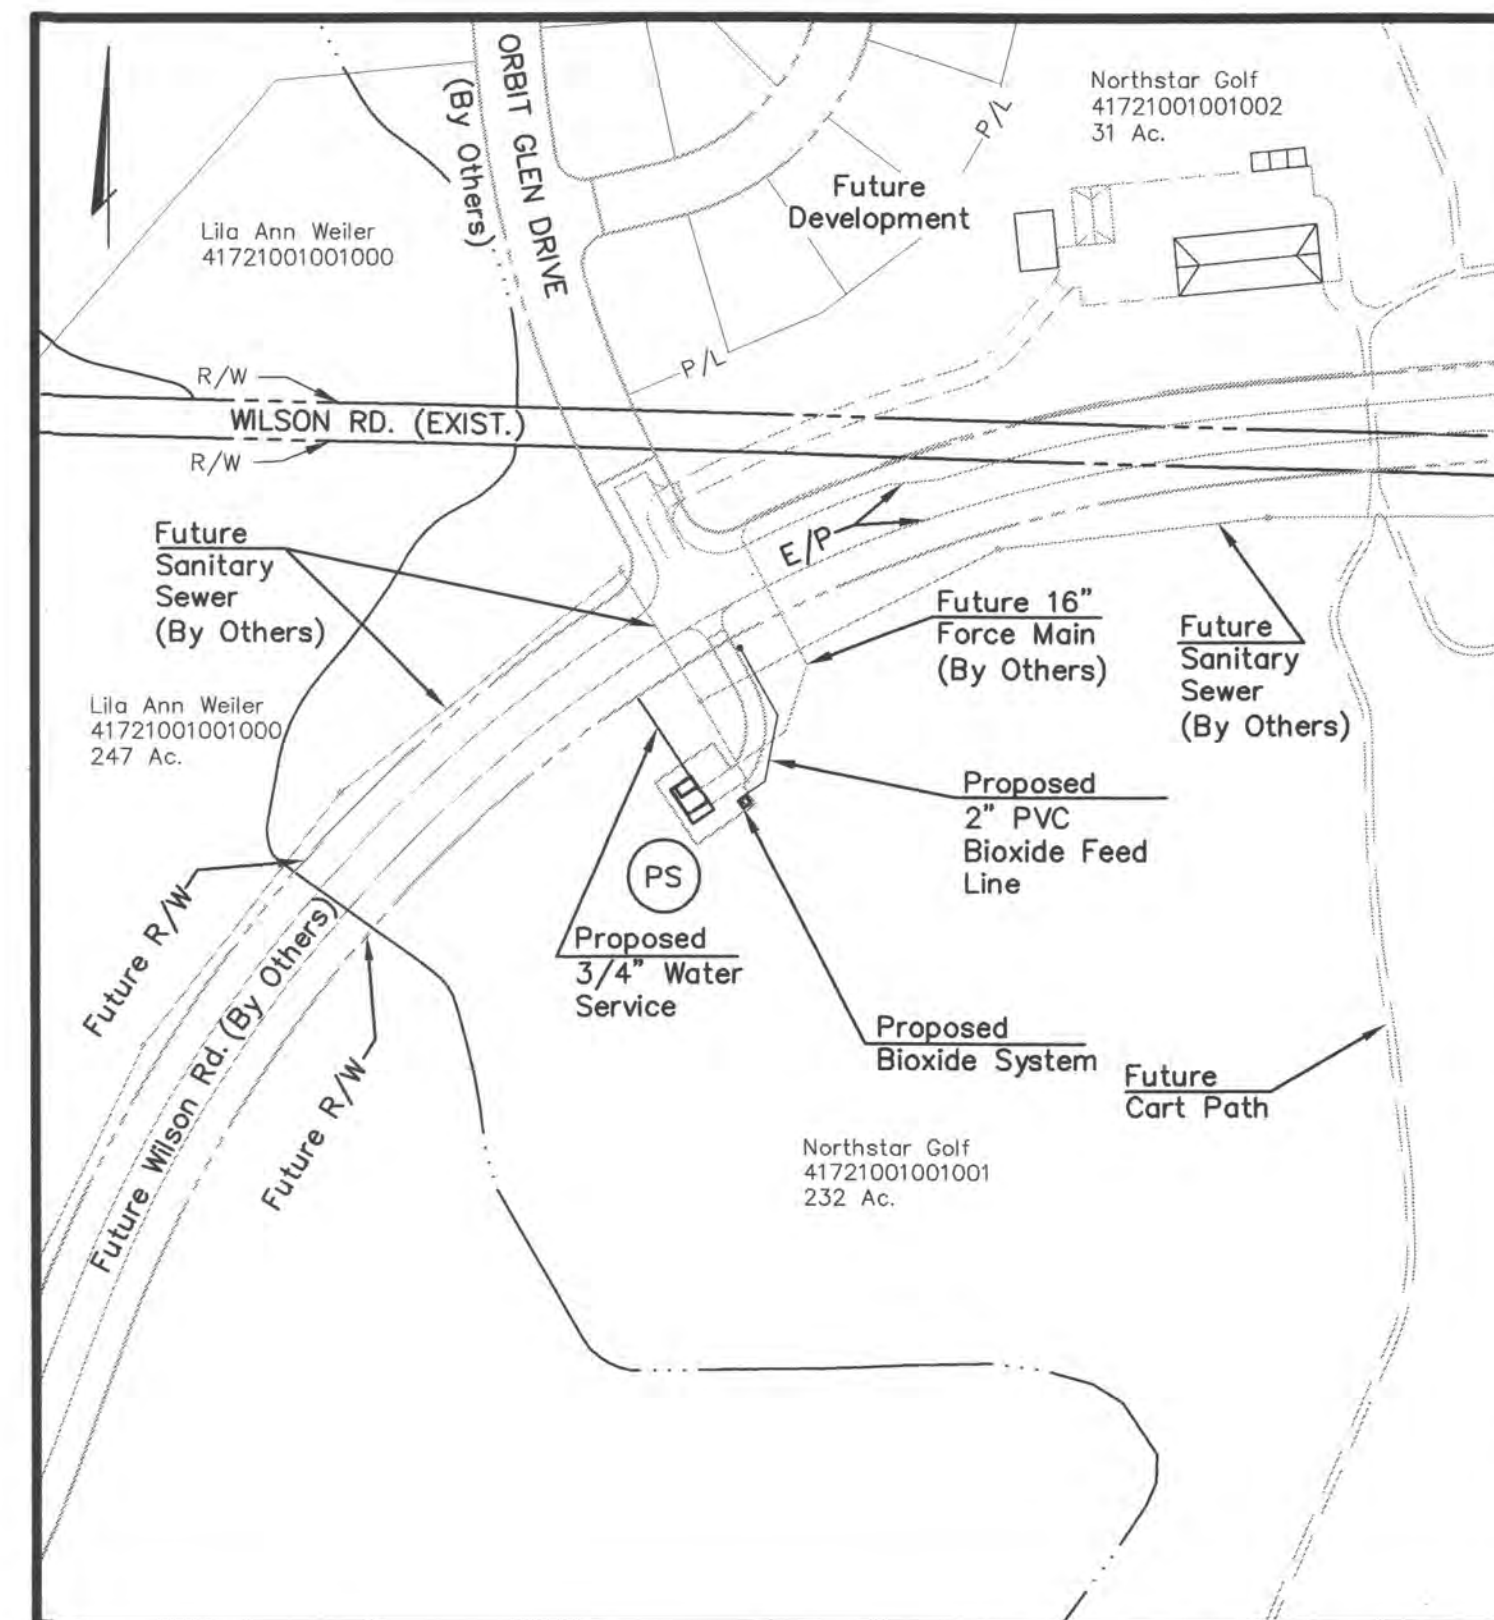 ORBIT GLEN DRIVE
(By Others)
Northstar Golf
41721001001002
31 Ac.
P/L
Future
Development
Lila Ann Weiler
41721001001000
P/L
R/W
WILSON RD. (EXIST.)
R/W
E/P
Future
Sanitary
Sewer
(By Others)
Future 16"
Force Main
(By Others)
Future
Sanitary
Sewer
(By Others)
Lila Ann Weiler
41721001001000
247 Ac.
Proposed
2" PVC
Bioxide Feed
Line
PS
Future R/W
Proposed
3/4" Water
Service
Future Wilson Rd. (By Others)
Future R/W
Proposed
Bioxide System
Future
Cart Path
Northstar Golf
41721001001001
232 Ac.